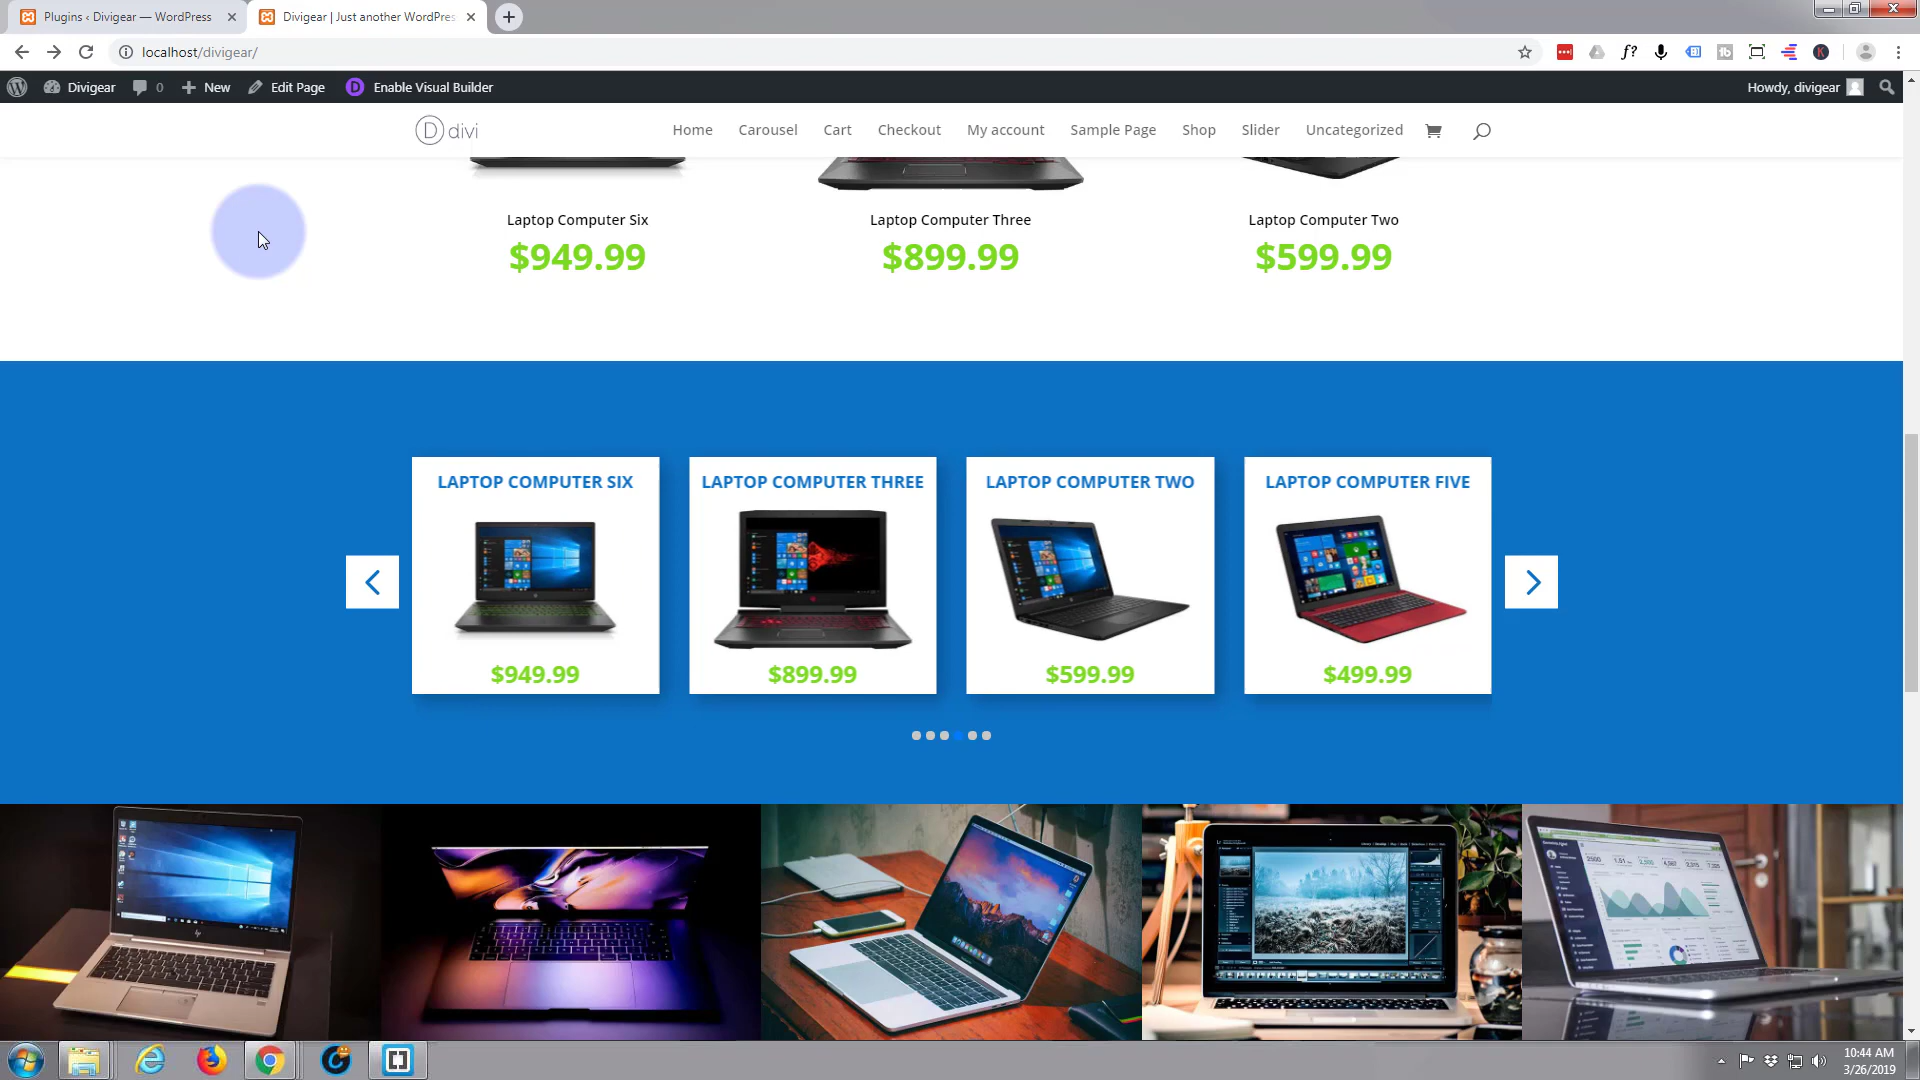 Plugins ‹ Divigear — WordPress
Divigear | Just another WordPres
localhost/divigear/
f?
tb
K
Divigear
0
New
Edit Page
D
Enable Visual Builder
Howdy, divigear
D divi
Home
Carousel
Cart
Checkout
My account
Sample Page
Shop
Slider
Uncategorized
Laptop Computer Six
Laptop Computer Three
Laptop Computer Two
$949.99
$899.99
$599.99
LAPTOP COMPUTER SIX
LAPTOP COMPUTER THREE
LAPTOP COMPUTER TWO
LAPTOP COMPUTER FIVE
$949.99
$899.99
$599.99
$499.99
10:44 AM
3/26/2019